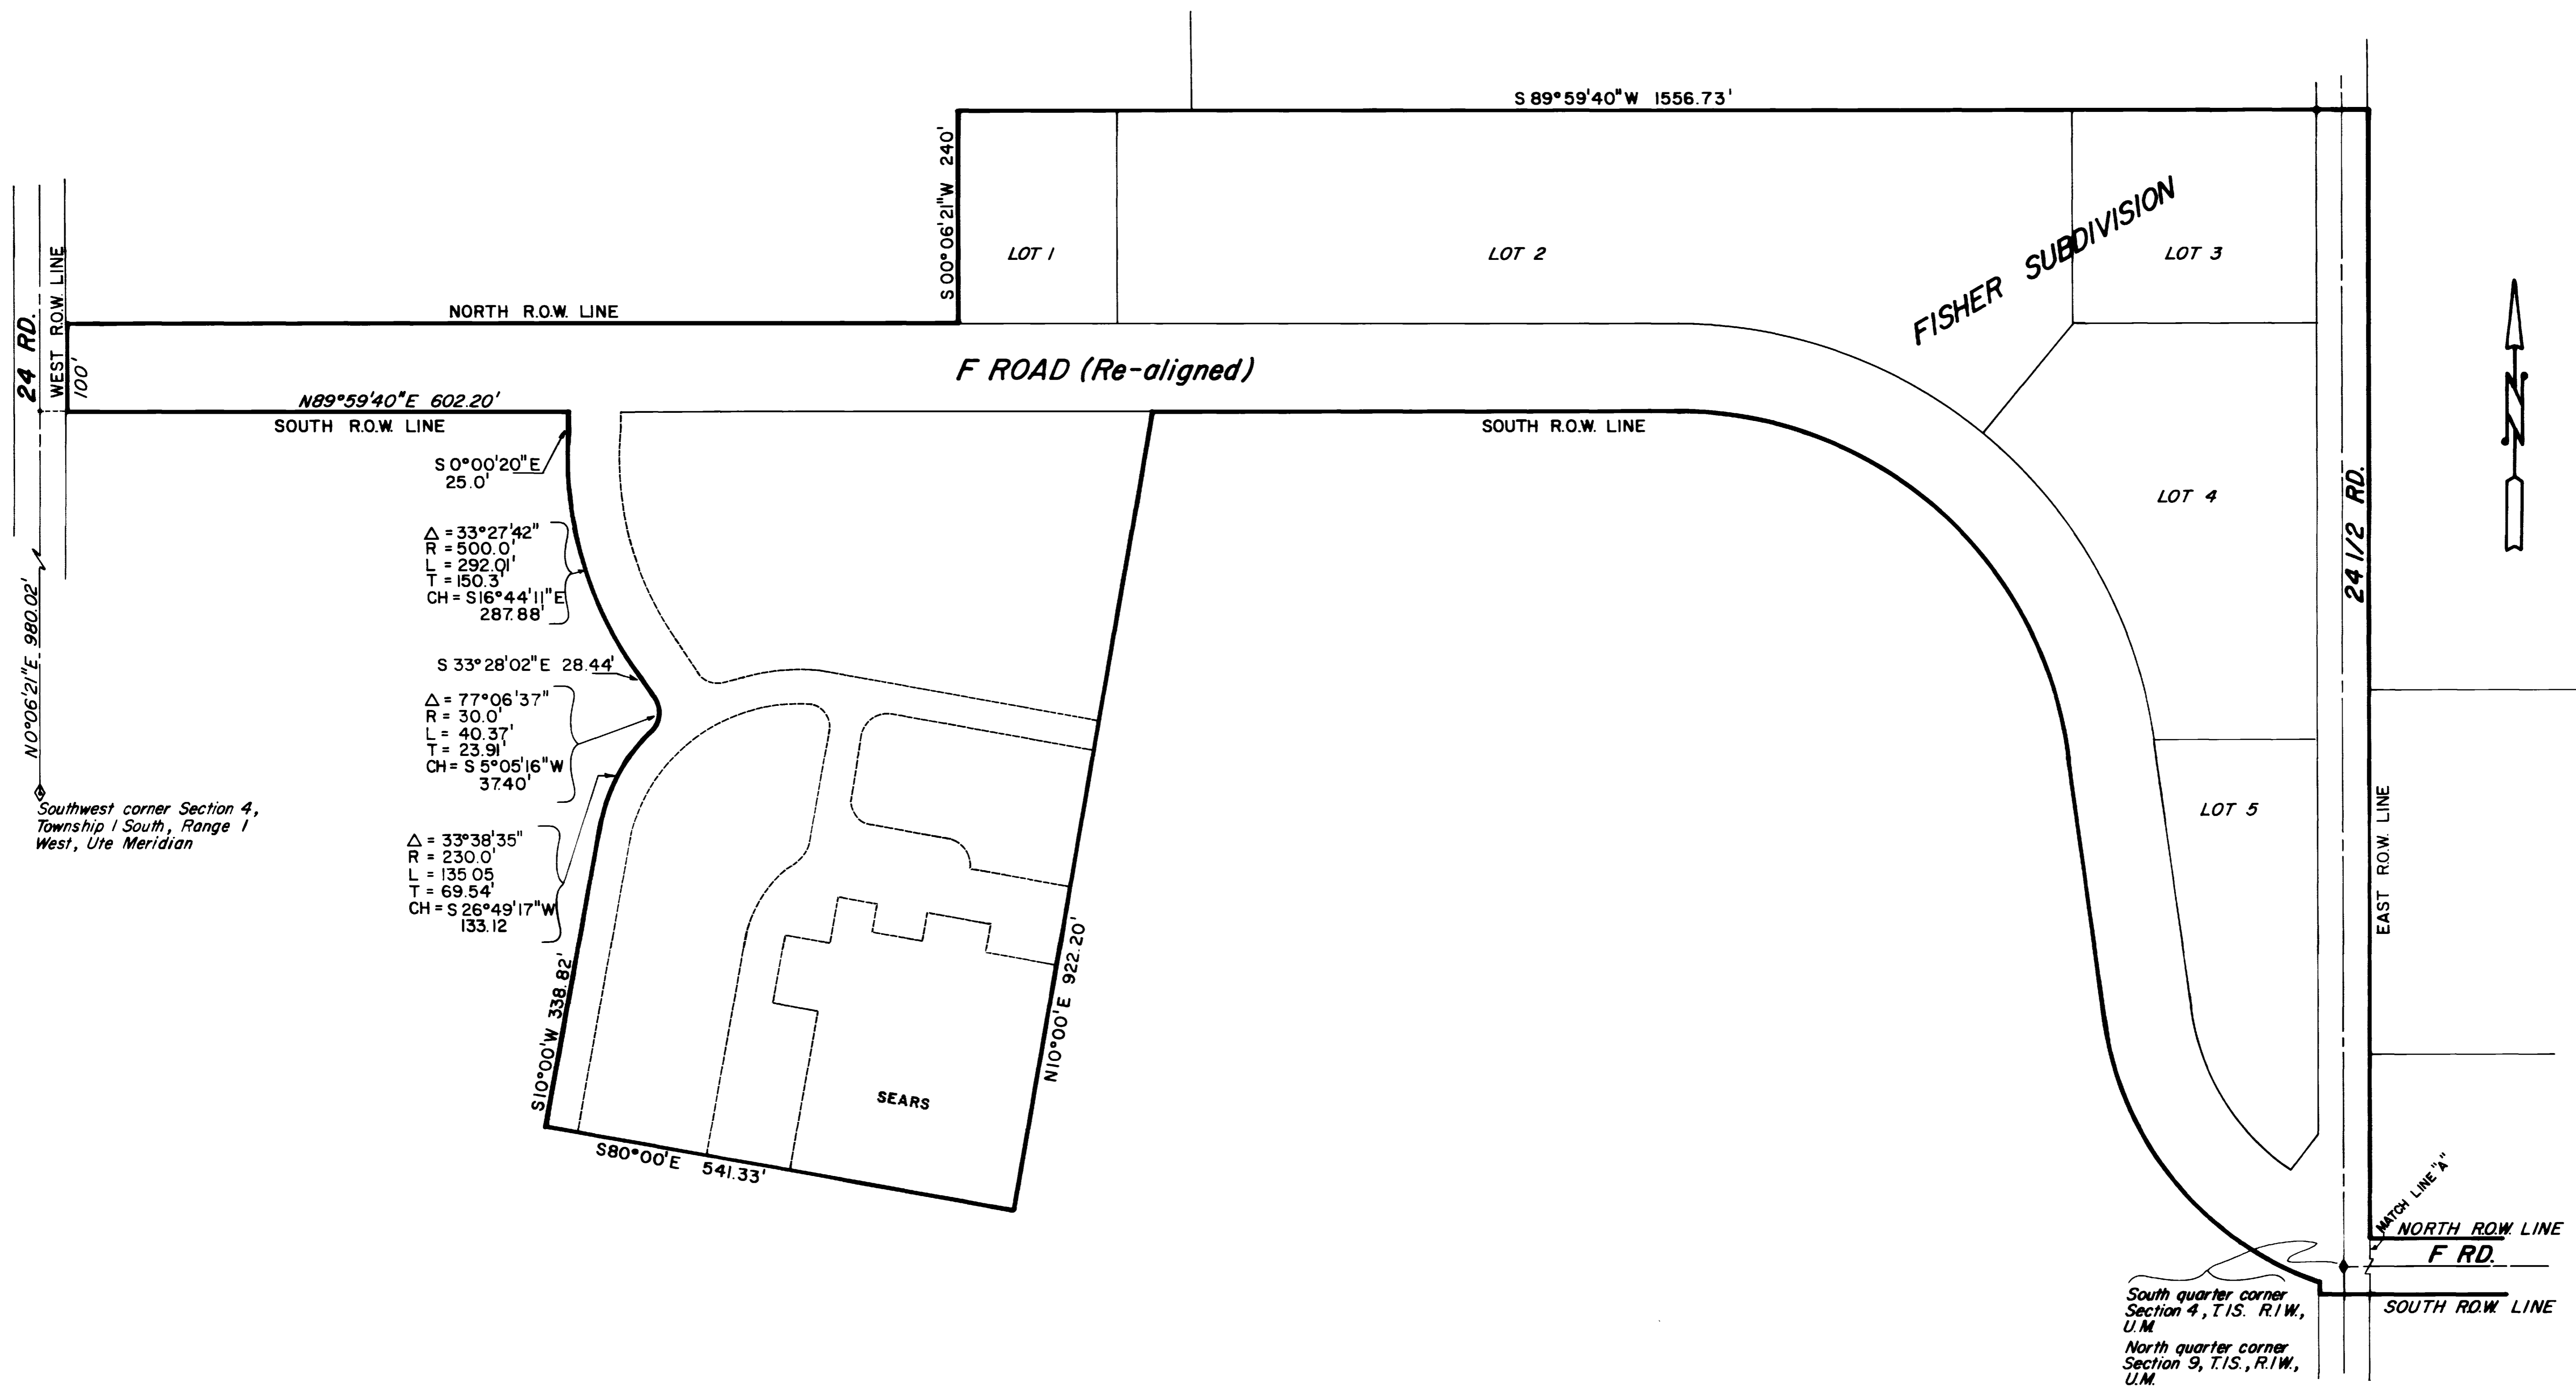 S 89°59'40"W 1556.73'
S 00°06'21"W 240'
LOT 1
LOT 2
LOT 3
FISHER SUBDIVISION
24 RD.
WEST R.O.W. LINE
100'
NORTH R.O.W. LINE
F ROAD (Re-aligned)
N89°59'40"E 602.20'
SOUTH R.O.W. LINE
SOUTH R.O.W. LINE
S 0°00'20"E
25.0'
LOT 4
24 1/2 RD.
△ = 33°27'42"
R = 500.0'
L = 292.01'
T = 150.3'
CH = S16°44'11"E
287.88'
N0°06'21"E 980.02'
S 33°28'02"E 28.44'
△ = 77°06'37"
R = 30.0'
L = 40.37'
T = 23.91'
CH = S 5°05'16"W
37.40'
Southwest corner Section 4,
Township 1 South, Range 1
West, Ute Meridian
LOT 5
EAST R.O.W. LINE
△ = 33°38'35"
R = 230.0'
L = 135.05
T = 69.54'
CH = S 26°49'17"W
133.12
S10°00'W 338.82'
N10°00'E 922.20'
SEARS
S80°00'E 541.33'
MATCH LINE "A"
NORTH R.O.W. LINE
F RD.
SOUTH R.O.W. LINE
South quarter corner
Section 4, T.1S. R.1W.,
U.M.
North quarter corner
Section 9, T.1S., R.1W.,
U.M.
N